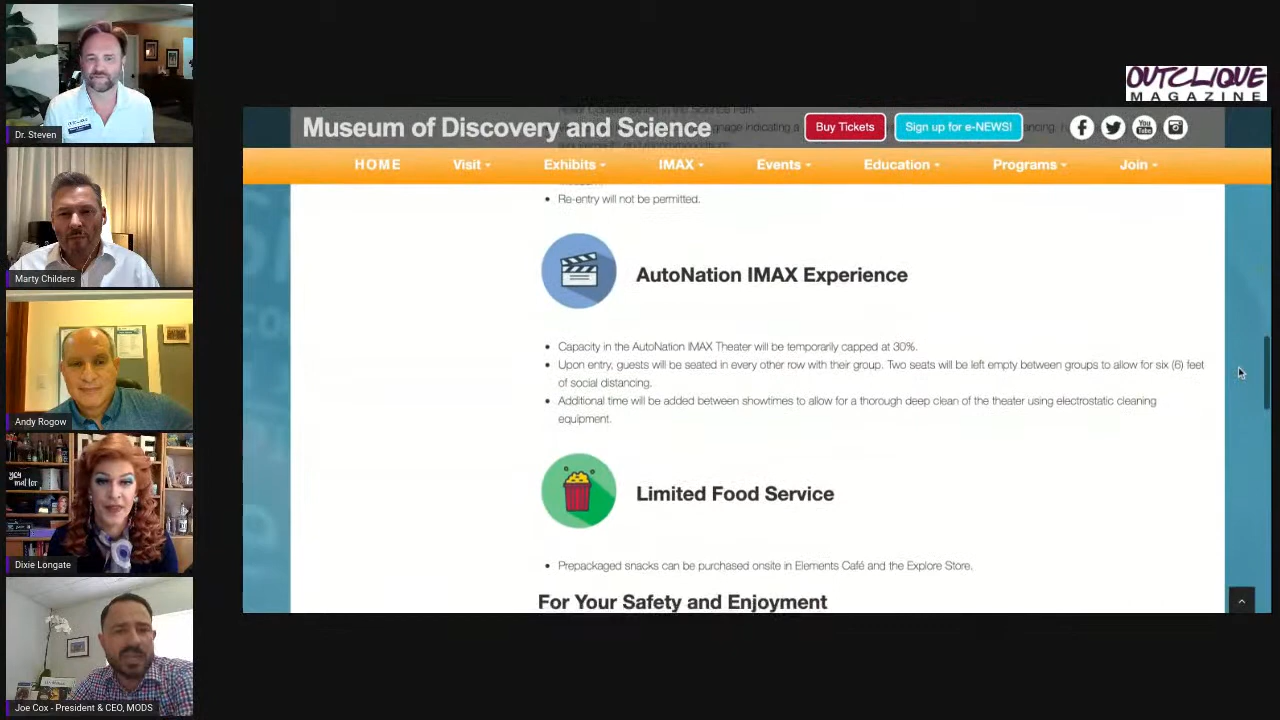 Dr. Steven
Marty Childers
Andy Rogow
yey
mai tor
Dixie Longate
Joe Cox - President & CEO, MODS
OUTCLIQUE
MAGAZINE
Museum of Discovery and Science
Buy Tickets
Sign up for e-NEWS!
You
Tube
HOME
Visit
Exhibits
IMAX
Events
Education
Programs
Join
Re-entry will not be permitted.
AutoNation IMAX Experience
Capacity in the AutoNation IMAX Theater will be temporarily capped at 30%.
Upon entry, guests will be seated in every other row with their group. Two seats will be left empty between groups to allow for six (6) feet
of social distancing.
Additional time will be added between showtimes to allow for a thorough deep clean of the theater using electrostatic cleaning
equipment.
Limited Food Service
Prepackaged snacks can be purchased onsite in Elements Café and the Explore Store.
For Your Safety and Enjoyment